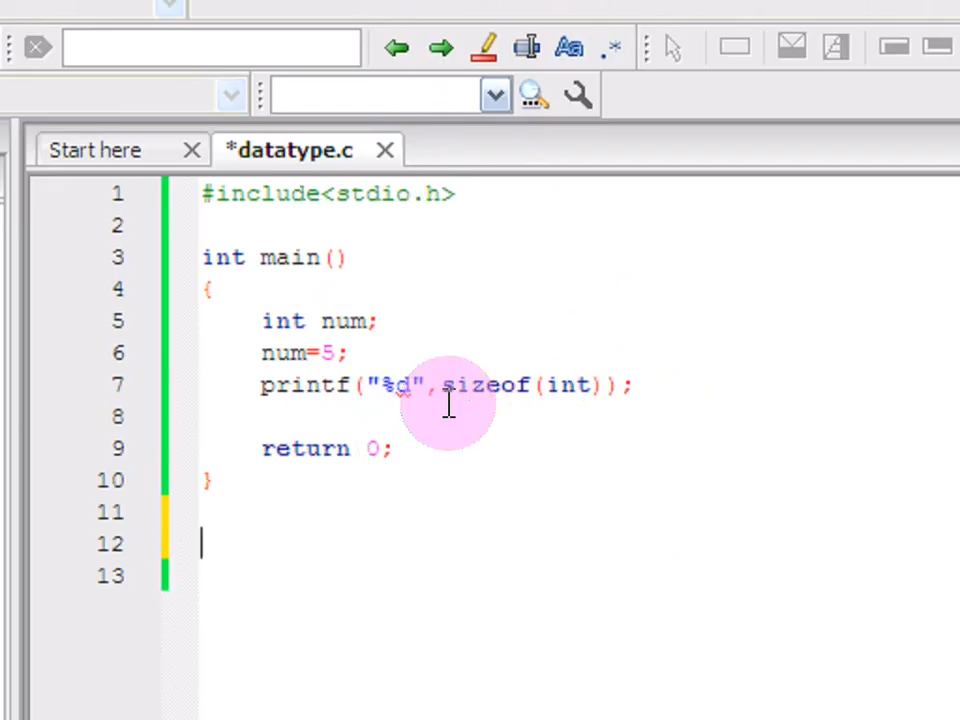 Start here
*datatype.c
1 #include<stdio.h>
2
3 int main()
4 {
5     int num;
6     num=5;
7     printf("%d",sizeof(int));
8
9     return 0;
10 }
11
12
13